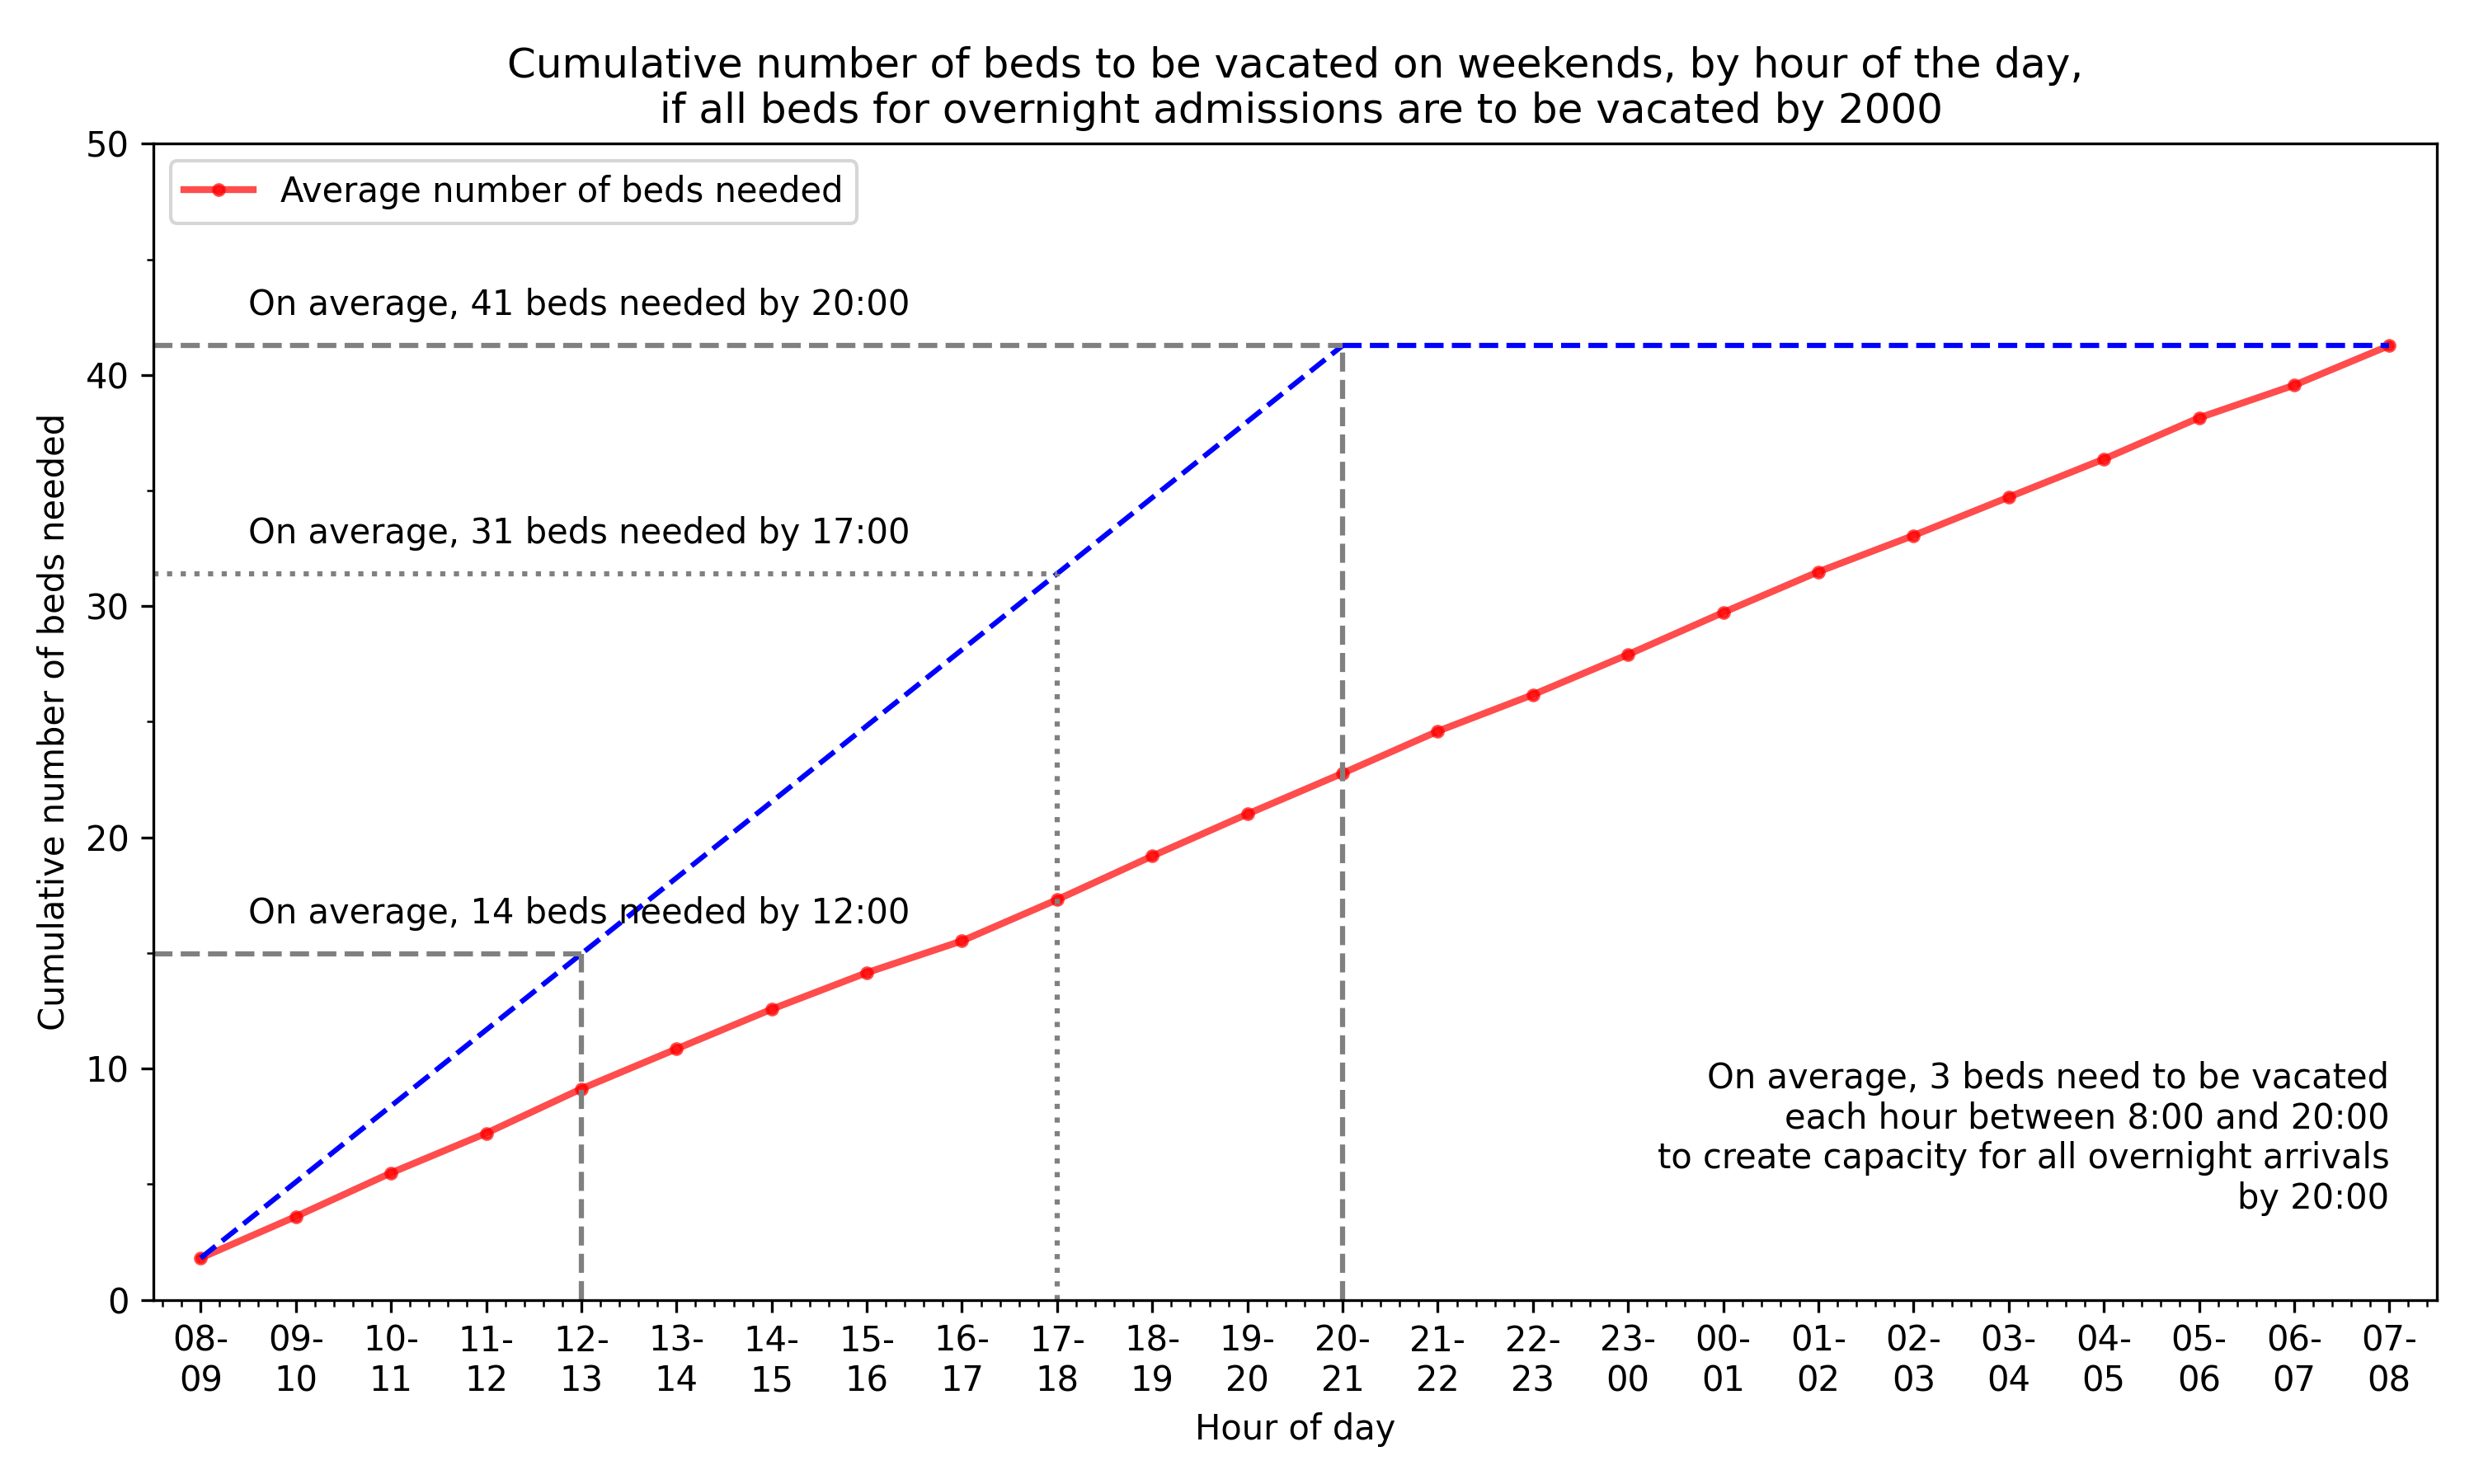 Cumulative number of beds to be vacated on weekends, by hour of the day,
if all beds for overnight admissions are to be vacated by 2000
Average number of beds needed
50
40
30
20
10
0
Cumulative number of beds needed
On average, 41 beds needed by 20:00
On average, 31 beds needed by 17:00
On average, 14 beds needed by 12:00
On average, 3 beds need to be vacated
each hour between 8:00 and 20:00
to create capacity for all overnight arrivals
by 20:00
08- 09- 10- 11- 12- 13- 14- 15- 16- 17- 18- 19- 20- 21- 22- 23- 00- 01- 02- 03- 04- 05- 06- 07-
09 10 11 12 13 14 15 16 17 18 19 20 21 22 23 00 01 02 03 04 05 06 07 08
Hour of day